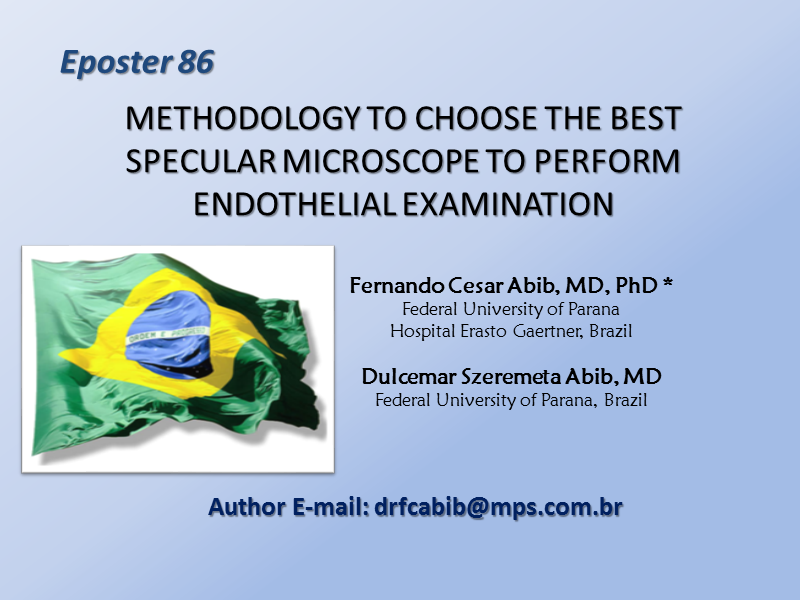 Eposter 86
METHODOLOGY TO CHOOSE THE BEST
SPECULAR MICROSCOPE TO PERFORM
ENDOTHELIAL EXAMINATION
ORDEM E PROGRESSO
Fernando Cesar Abib, MD, PhD *
Federal University of Parana
Hospital Erasto Gaertner, Brazil
Dulcemar Szeremeta Abib, MD
Federal University of Parana, Brazil
Author E-mail: drfcabib@mps.com.br